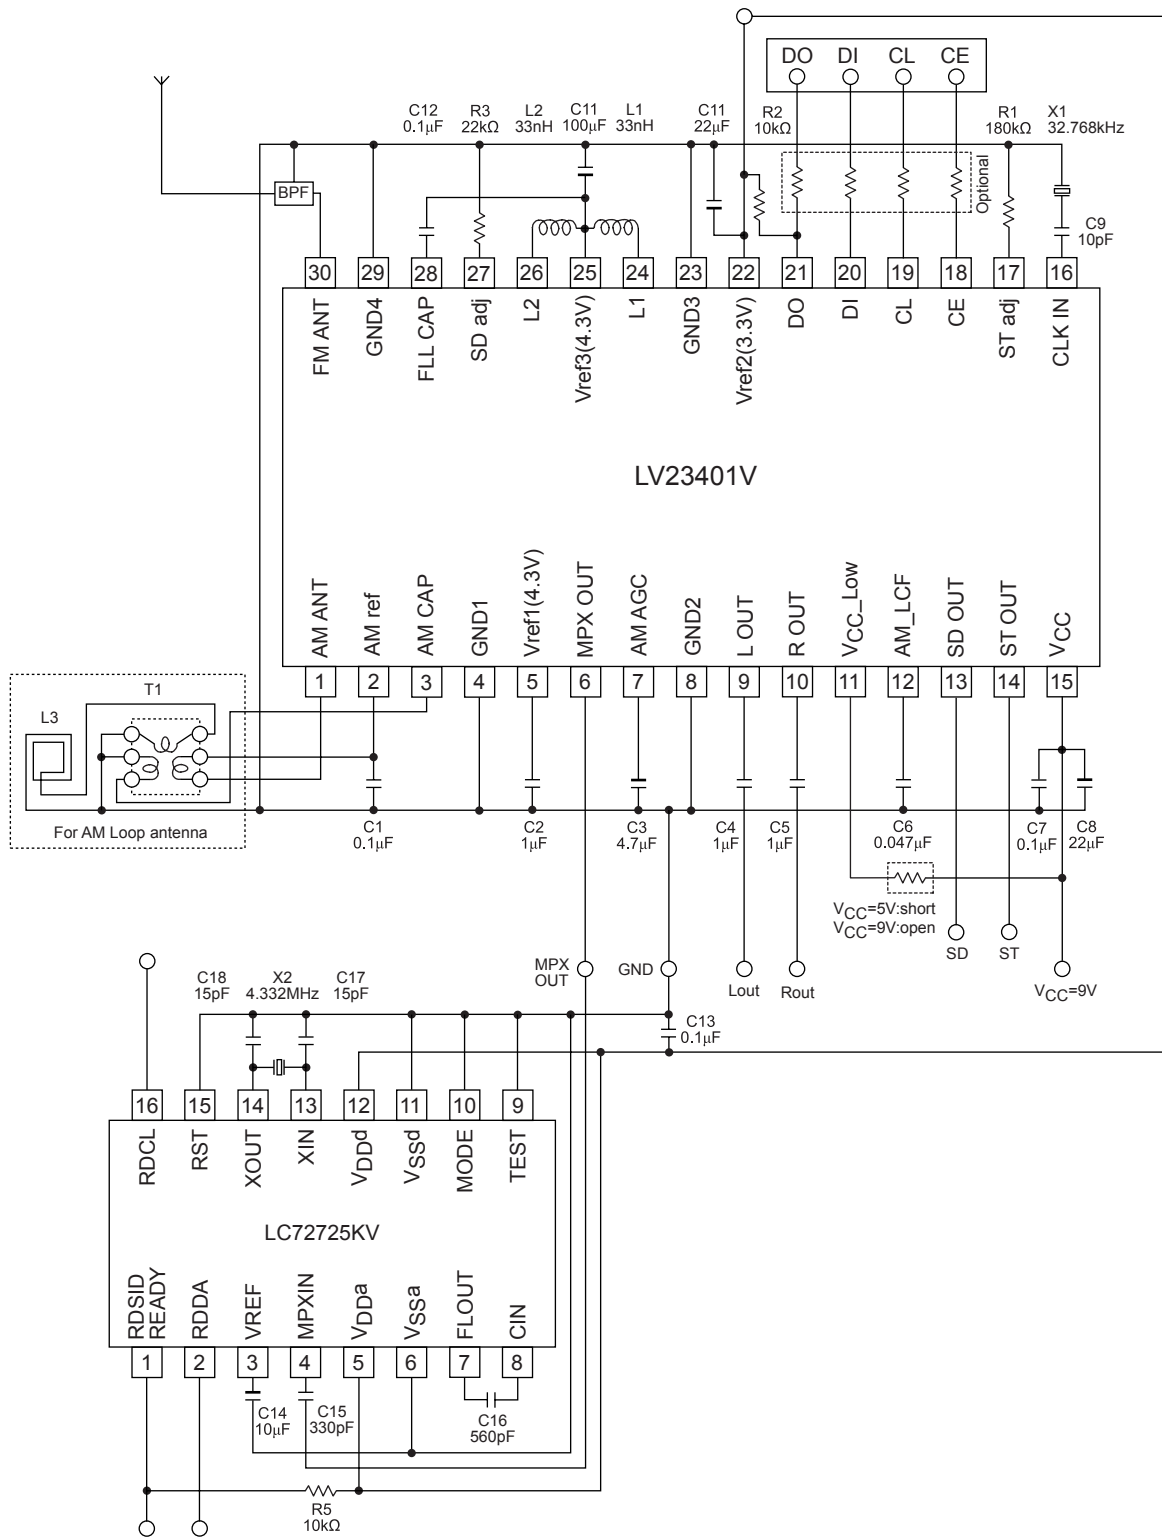 DO DI CL CE
C12 0.1μF
R3 22kΩ
L2 33nH
C11 100μF
L1 33nH
C11 22μF
R2 10kΩ
R1 180kΩ
X1 32.768kHz
BPF
Optional
C9 10pF
30 29 28 27 26 25 24 23 22 21 20 19 18 17 16
FM ANT
GND4
FLL CAP
SD adj
L2
Vref3(4.3V)
L1
GND3
Vref2(3.3V)
DO
DI
CL
CE
ST adj
CLK IN
LV23401V
AM ANT
AM ref
AM CAP
GND1
Vref1(4.3V)
MPX OUT
AM AGC
GND2
L OUT
R OUT
VCC_Low
AM_LCF
SD OUT
ST OUT
VCC
1 2 3 4 5 6 7 8 9 10 11 12 13 14 15
T1
L3
For AM Loop antenna
C1 0.1μF
C2 1μF
C3 4.7μF
C4 1μF
C5 1μF
C6 0.047μF
C7 0.1μF
C8 22μF
VCC=5V:short
VCC=9V:open
SD
ST
MPX OUT
GND
Lout
Rout
VCC=9V
C18 15pF
X2 4.332MHz
C17 15pF
C13 0.1μF
16 15 14 13 12 11 10 9
RDCL
RST
XOUT
XIN
VDDd
VSSd
MODE
TEST
LC72725KV
RDSID READY
RDDA
VREF
MPXIN
VDDa
VSSa
FLOUT
CIN
1 2 3 4 5 6 7 8
C14 10μF
C15 330pF
C16 560pF
R5 10kΩ